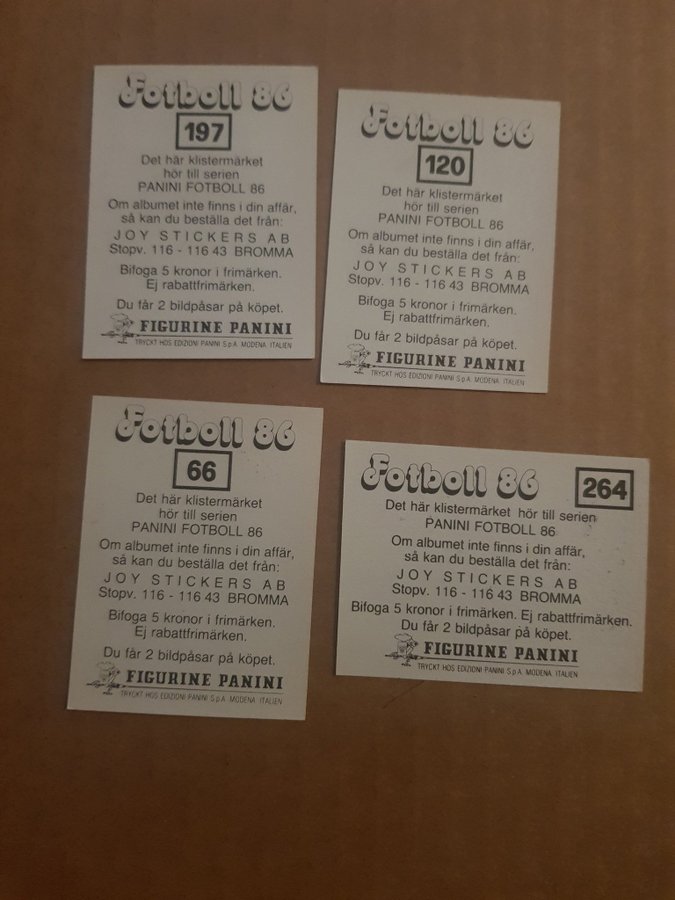 Fotboll 86
197
Det här klistermärket
hör till serien
PANINI FOTBOLL 86
Om albumet inte finns i din affär,
så kan du beställa det från:
JOY STICKERS AB
Stopv. 116 - 116 43 BROMMA
Bifoga 5 kronor i frimärken.
Ej rabattfrimärken.
Du får 2 bildpåsar på köpet.
FIGURINE PANINI
TRYCKT HOS EDIZIONI PANINI S.p.A. MODENA. ITALIEN
Fotboll 86
120
Det här klistermärket
hör till serien
PANINI FOTBOLL 86
Om albumet inte finns i din affär,
så kan du beställa det från:
JOY STICKERS AB
Stopv. 116 - 116 43 BROMMA
Bifoga 5 kronor i frimärken.
Ej rabattfrimärken.
Du får 2 bildpåsar på köpet.
FIGURINE PANINI
TRYCKT HOS EDIZIONI PANINI S.p.A. MODENA. ITALIEN
Fotboll 86
66
Det här klistermärket
hör till serien
PANINI FOTBOLL 86
Om albumet inte finns i din affär,
så kan du beställa det från:
JOY STICKERS AB
Stopv. 116 - 116 43 BROMMA
Bifoga 5 kronor i frimärken.
Ej rabattfrimärken.
Du får 2 bildpåsar på köpet.
FIGURINE PANINI
TRYCKT HOS EDIZIONI PANINI S.p.A. MODENA. ITALIEN
Fotboll 86 264
Det här klistermärket hör till serien
PANINI FOTBOLL 86
Om albumet inte finns i din affär,
så kan du beställa det från:
JOY STICKERS AB
Stopv. 116 - 116 43 BROMMA
Bifoga 5 kronor i frimärken. Ej rabattfrimärken.
Du får 2 bildpåsar på köpet.
FIGURINE PANINI
TRYCKT HOS EDIZIONI PANINI S.p.A. MODENA. ITALIEN